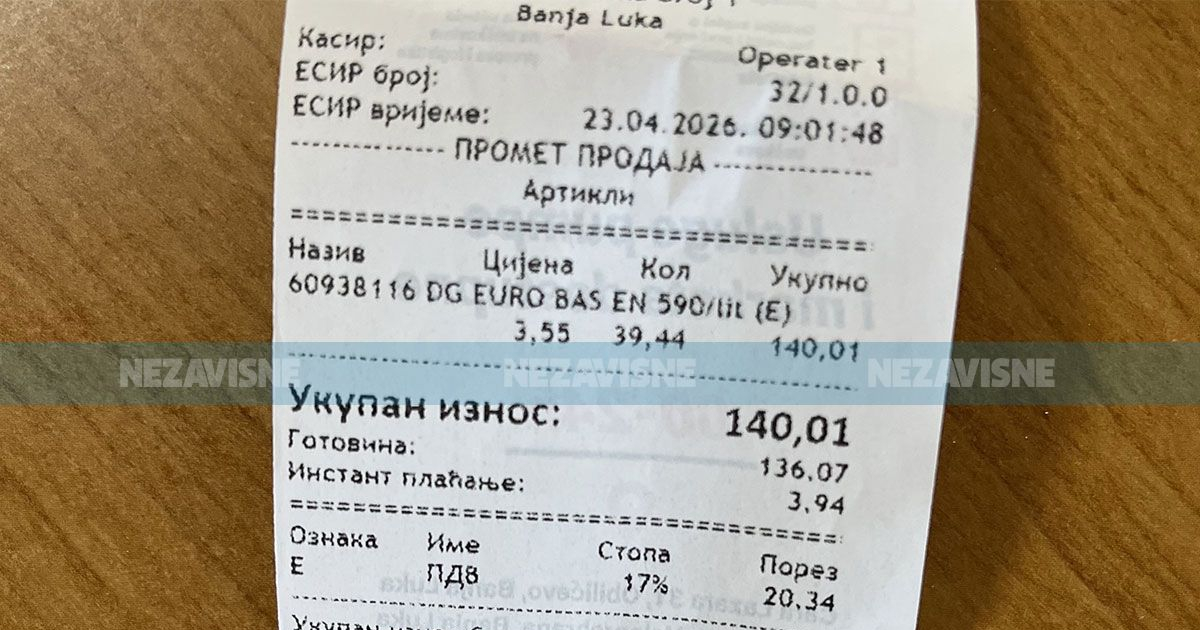 Banja Luka
Касир: Operater 1
ЕСИР број: 32/1.0.0
ЕСИР вријеме: 23.04.2026. 09:01:48
-------------- ПРОМЕТ ПРОДАЈА --------------
Артикли
========================================
Назив Цијена Кол Укупно
60938116 DG EURO BAS EN 590/lit (E)
3,55 39,44 140,01
NEZAVISNE NEZAVISNE NEZAVISNE
----------------------------------------
Укупан износ: 140,01
Готовина: 136,07
Инстант плаћање: 3,94
========================================
Ознака Име Стопа Порез
Е ПДВ 17% 20,34
----------------------------------------